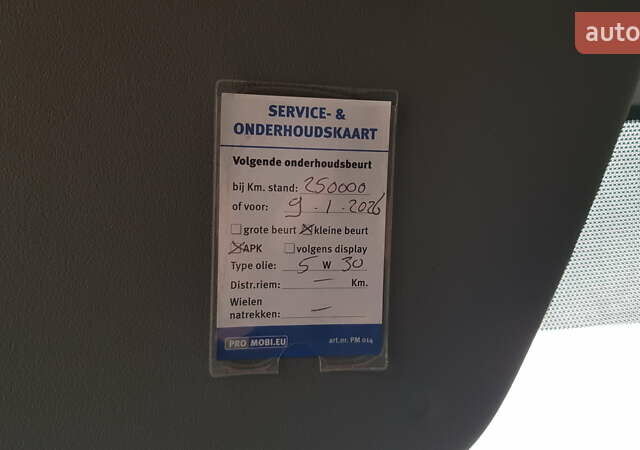 auto
SERVICE- &
ONDERHOUDSKAART
Volgende onderhoudsbeurt
bij Km. stand: 250000
of voor: 9-1-2026
grote beurt kleine beurt
APK volgens display
Type olie: 5 W 30
Distr.riem: — Km.
Wielen
natrekken: —
PRO MOBI.EU art.nr. PM 014